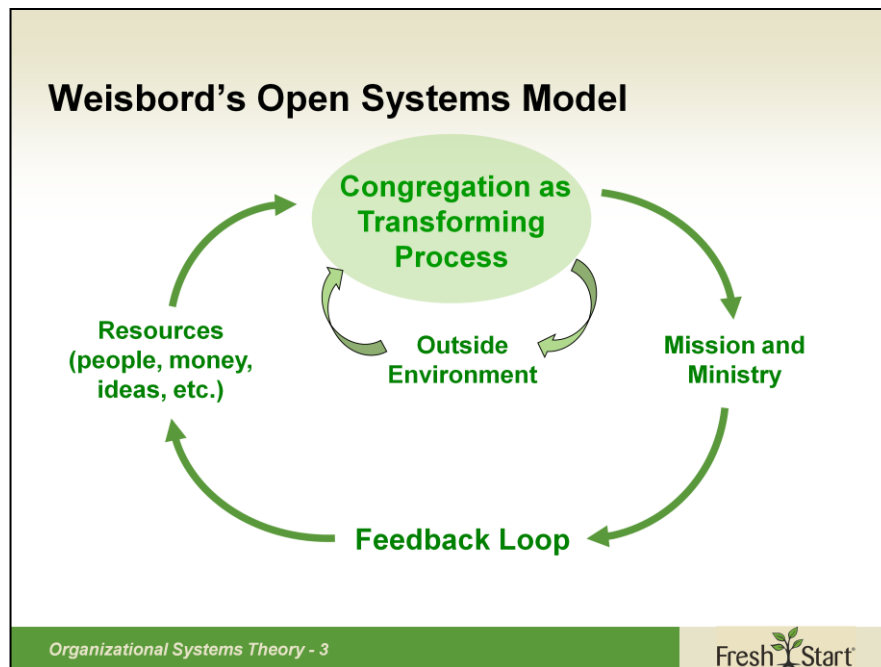 Weisbord’s Open Systems Model
Congregation as
Transforming
Process
Resources
(people, money,
ideas, etc.)
Outside
Environment
Mission and
Ministry
Feedback Loop
Organizational Systems Theory - 3
Fresh Start